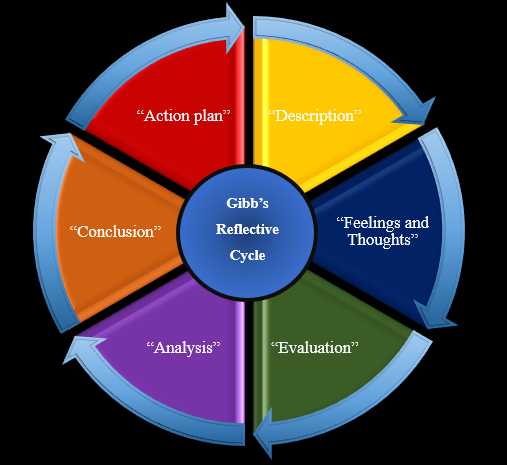 “Action plan”
“Description”
Gibb’s
Reflective
Cycle
“Feelings and
Thoughts”
“Conclusion”
“Analysis”
“Evaluation”